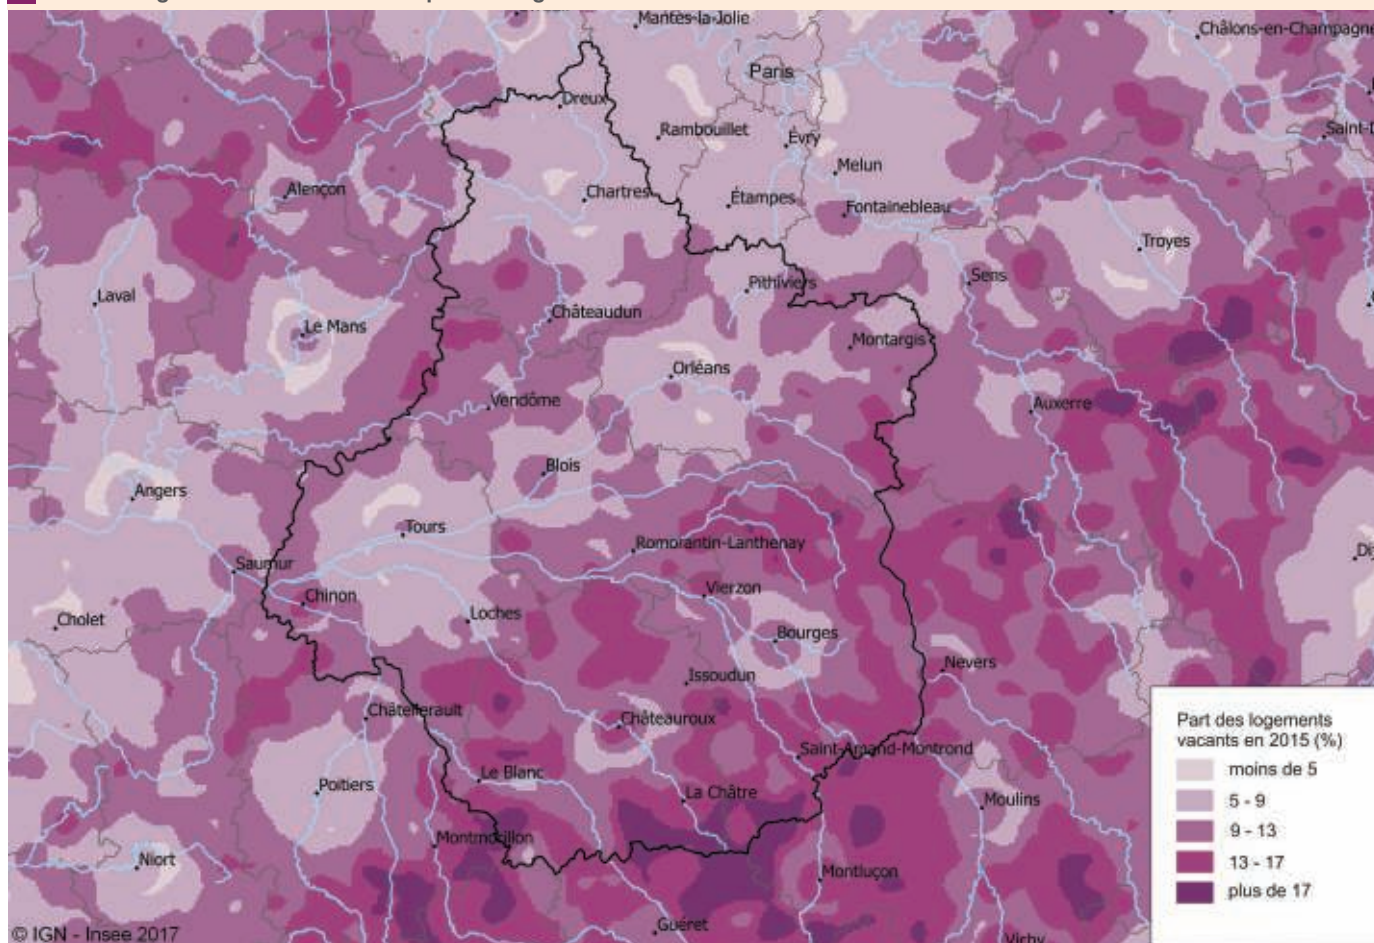 Mantes-la-Jolie
Châlons-en-Champagne
Paris
Dreux
Rambouillet
Évry
Saint-D
Melun
Alençon
Chartres
Étampes
Fontainebleau
Troyes
Sens
Pithiviers
Laval
Châteaudun
Le Mans
Montargis
Orléans
Vendôme
Auxerre
Blois
Angers
Tours
Romorantin-Lanthenay
Dij
Saumur
Vierzon
Chinon
Loches
Cholet
Bourges
Nevers
Issoudun
Châtellerault
Châteauroux
Part des logements
vacants en 2015 (%)
moins de 5
5 - 9
9 - 13
13 - 17
plus de 17
Saint-Amand-Montrond
Le Blanc
Poitiers
La Châtre
Moulins
Montmorillon
Niort
Montluçon
Guéret
Vichy
© IGN - Insee 2017